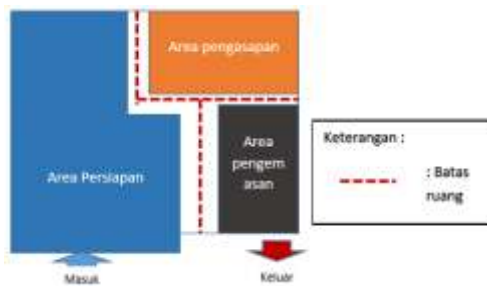 Area pengasapan
Area Persiapan
Area
pengem
asan
Keterangan :
: Batas
ruang
Masuk
Keluar